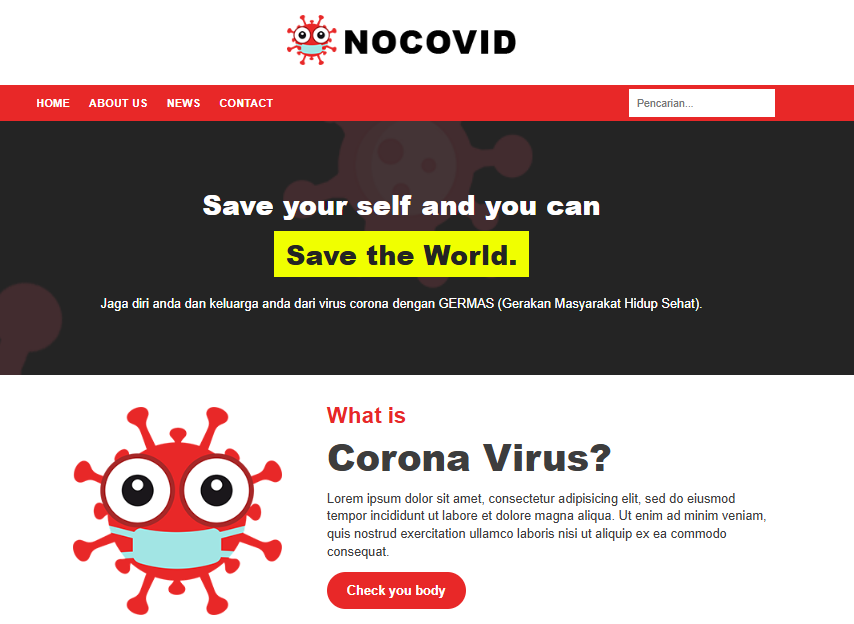 NOCOVID
HOME ABOUT US NEWS CONTACT Pencarian...
Save your self and you can
Save the World.
Jaga diri anda dan keluarga anda dari virus corona dengan GERMAS (Gerakan Masyarakat Hidup Sehat).
What is
Corona Virus?
Lorem ipsum dolor sit amet, consectetur adipisicing elit, sed do eiusmod
tempor incididunt ut labore et dolore magna aliqua. Ut enim ad minim veniam,
quis nostrud exercitation ullamco laboris nisi ut aliquip ex ea commodo
consequat.
Check you body